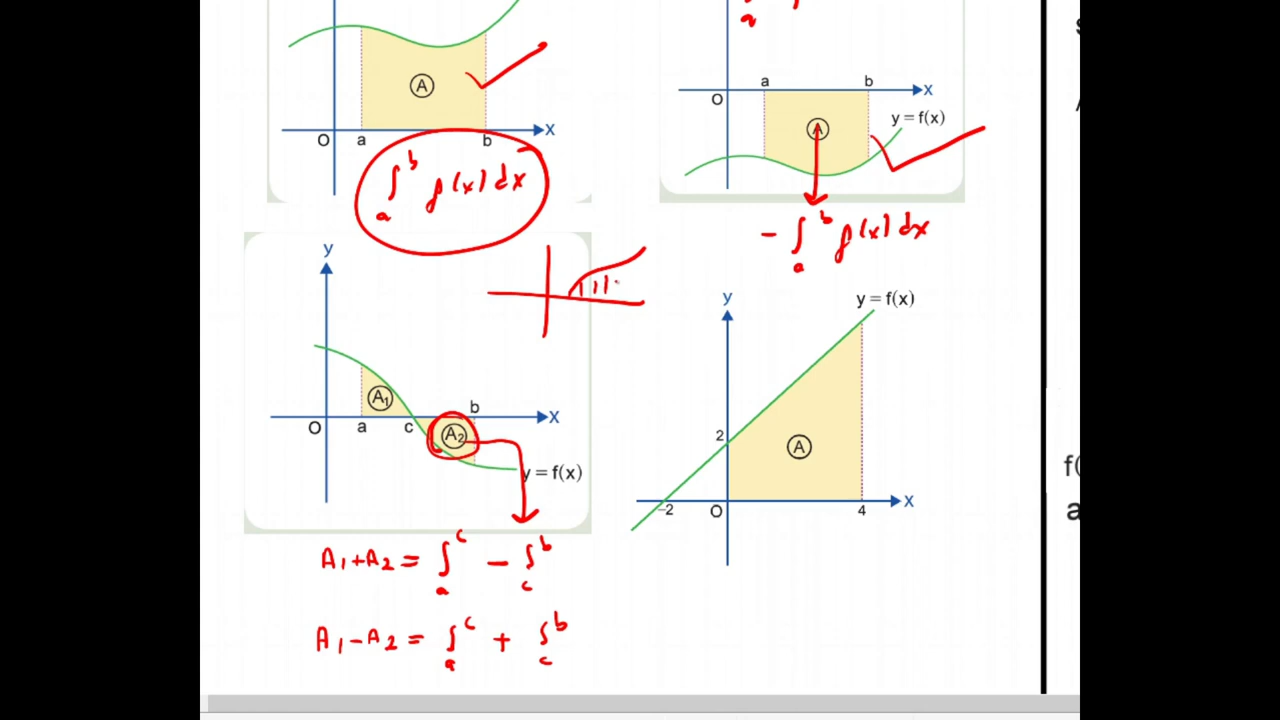 a
A
O
a
b
x
∫ₐᵇ f(x) dx
a
b
O
x
y = f(x)
A
- ∫ₐᵇ f(x) dx
y
A₁
A₂
O
a
c
b
x
y = f(x)
A₁+A₂ = ∫ₐᶜ - ∫꜀ᵇ
A₁-A₂ = ∫ₐᶜ + ∫꜀ᵇ
y
y = f(x)
2
A
-2
O
4
x
f(
a